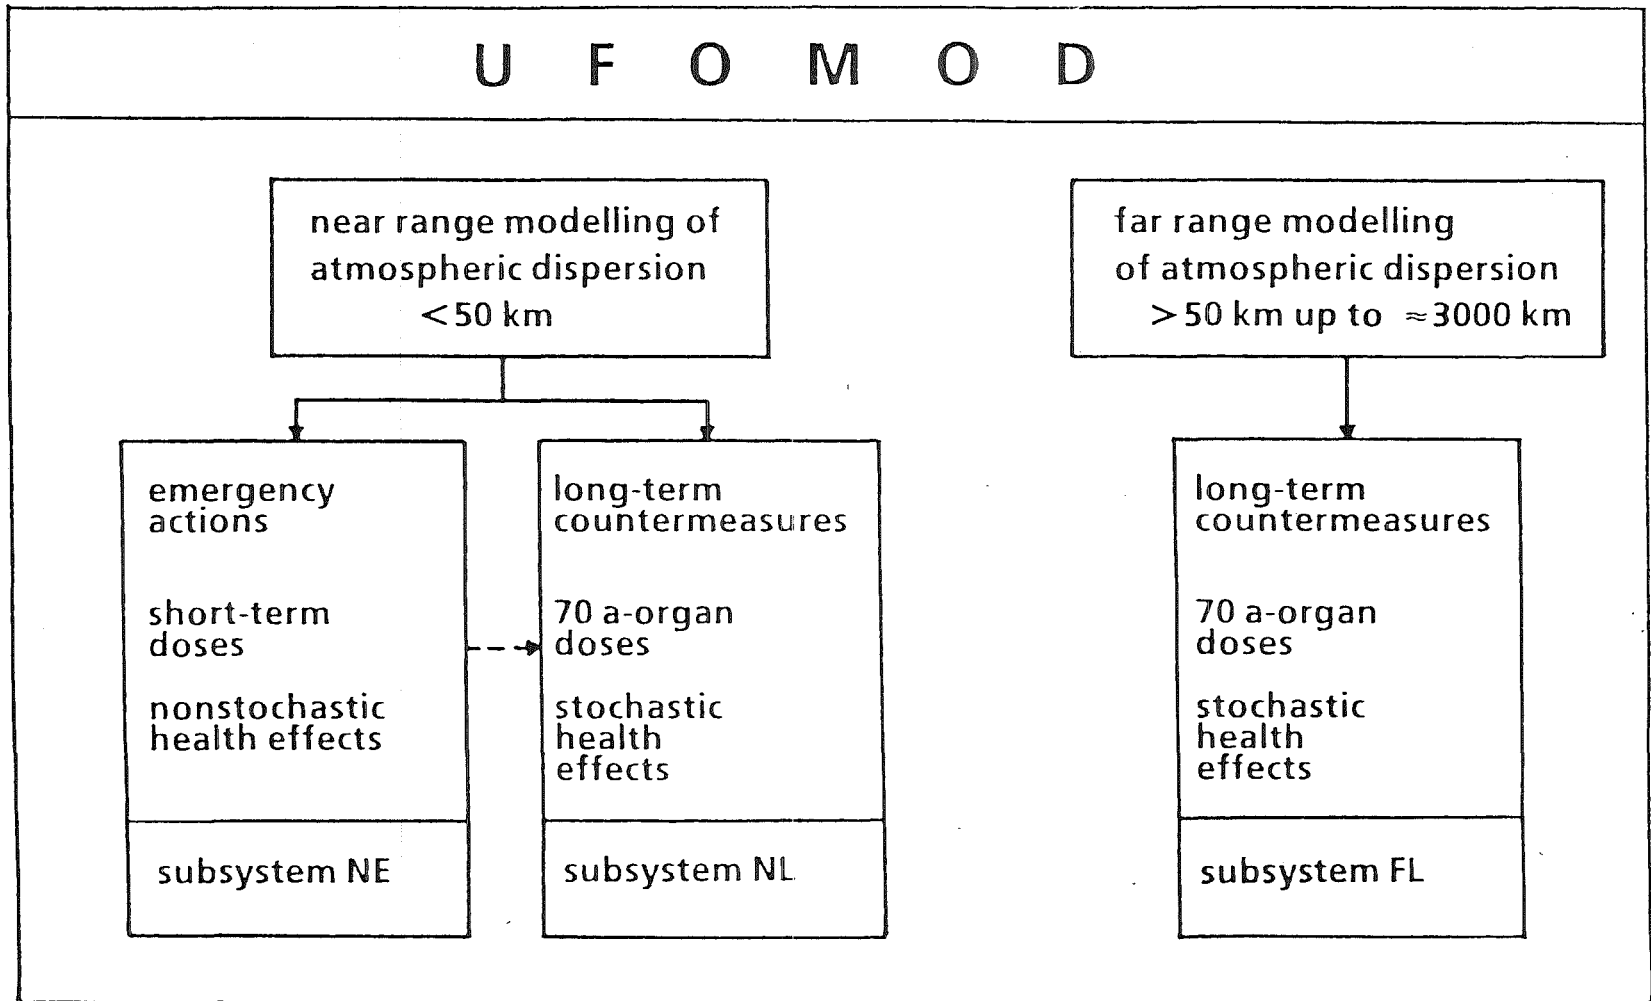 U F O M O D
near range modelling of
atmospheric dispersion
<50 km
far range modelling
of atmospheric dispersion
>50 km up to ≈3000 km
emergency
actions
short-term
doses
nonstochastic
health effects
subsystem NE
long-term
countermeasures
70 a-organ
doses
stochastic
health
effects
subsystem NL
long-term
countermeasures
70 a-organ
doses
stochastic
health
effects
subsystem FL